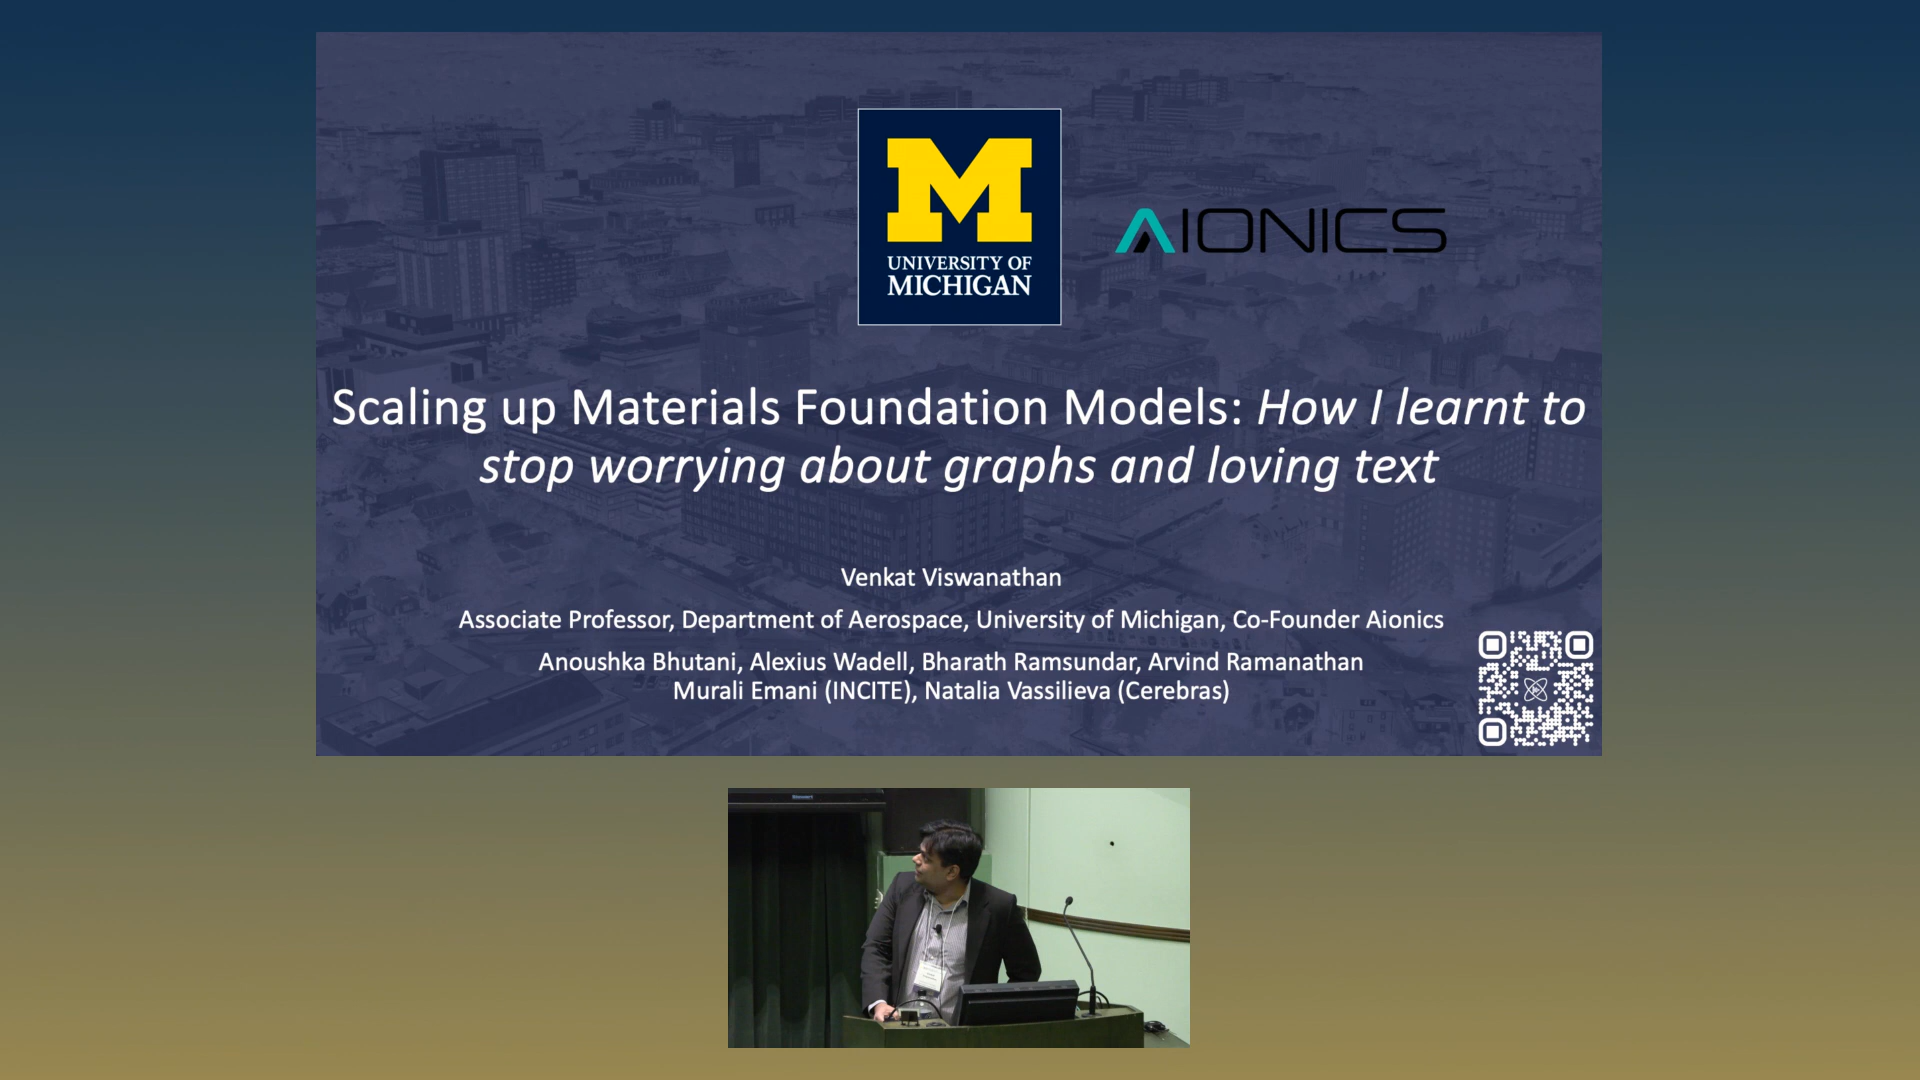 M
UNIVERSITY OF
MICHIGAN
AIONICS
Scaling up Materials Foundation Models: How I learnt to
stop worrying about graphs and loving text
Venkat Viswanathan
Associate Professor, Department of Aerospace, University of Michigan, Co-Founder Aionics
Anoushka Bhutani, Alexius Wadell, Bharath Ramsundar, Arvind Ramanathan
Murali Emani (INCITE), Natalia Vassilieva (Cerebras)